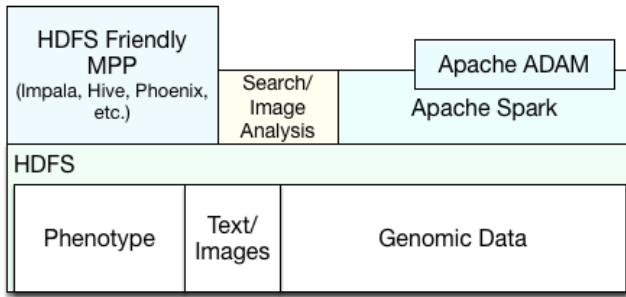 HDFS Friendly
MPP
(Impala, Hive, Phoenix,
etc.)
Search/
Image
Analysis
Apache ADAM
Apache Spark
HDFS
Phenotype
Text/
Images
Genomic Data